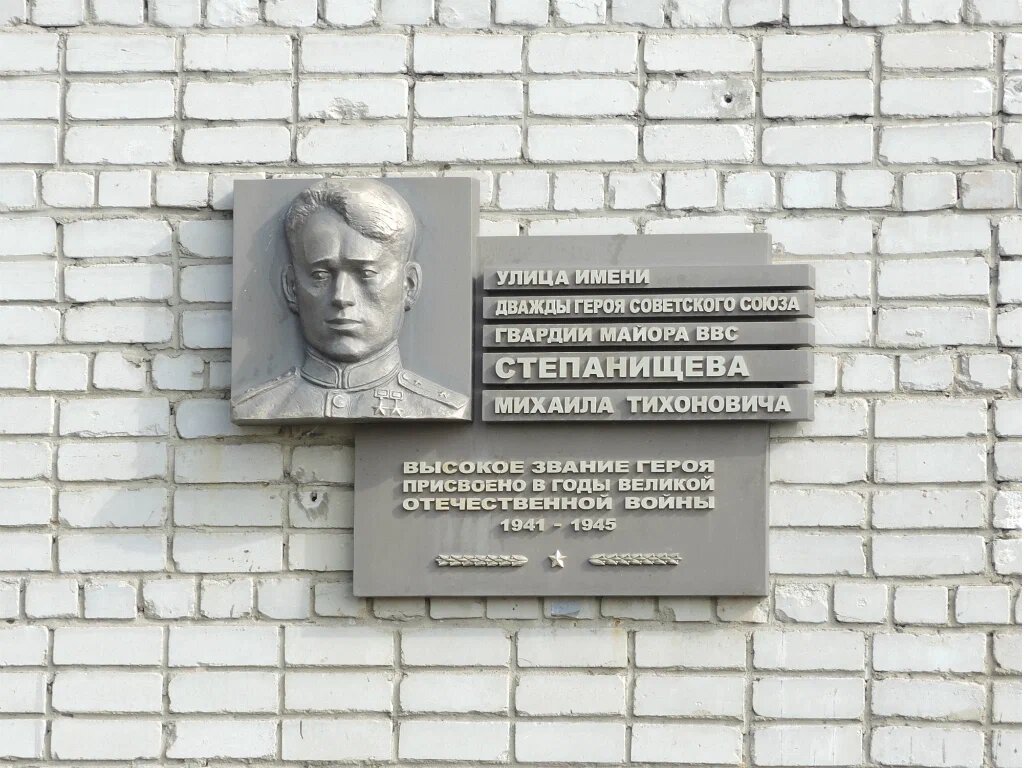 УЛИЦА ИМЕНИ
ДВАЖДЫ ГЕРОЯ СОВЕТСКОГО СОЮЗА
ГВАРДИИ МАЙОРА ВВС
СТЕПАНИЩЕВА
МИХАИЛА ТИХОНОВИЧА
ВЫСОКОЕ ЗВАНИЕ ГЕРОЯ
ПРИСВОЕНО В ГОДЫ ВЕЛИКОЙ
ОТЕЧЕСТВЕННОЙ ВОЙНЫ
1941 - 1945